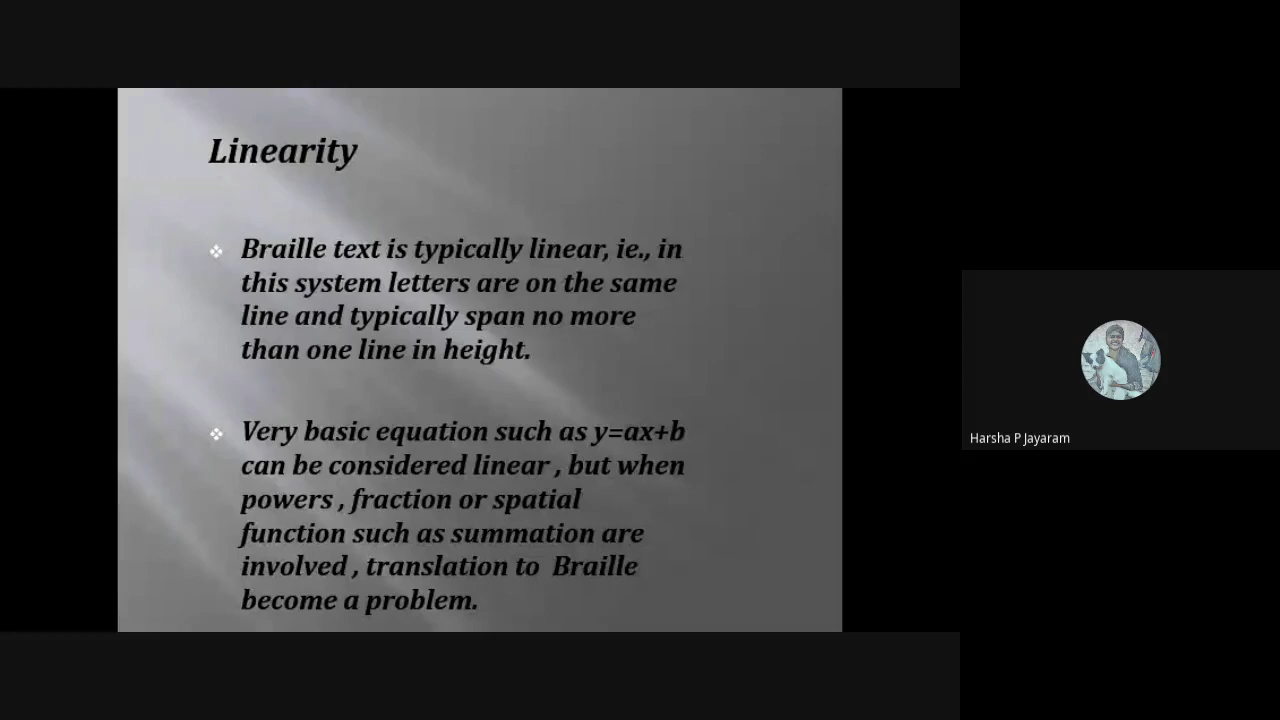 Linearity
Braille text is typically linear, ie., in
this system letters are on the same
line and typically span no more
than one line in height.
Very basic equation such as y=ax+b
can be considered linear , but when
powers , fraction or spatial
function such as summation are
involved , translation to  Braille
become a problem.
Harsha P Jayaram